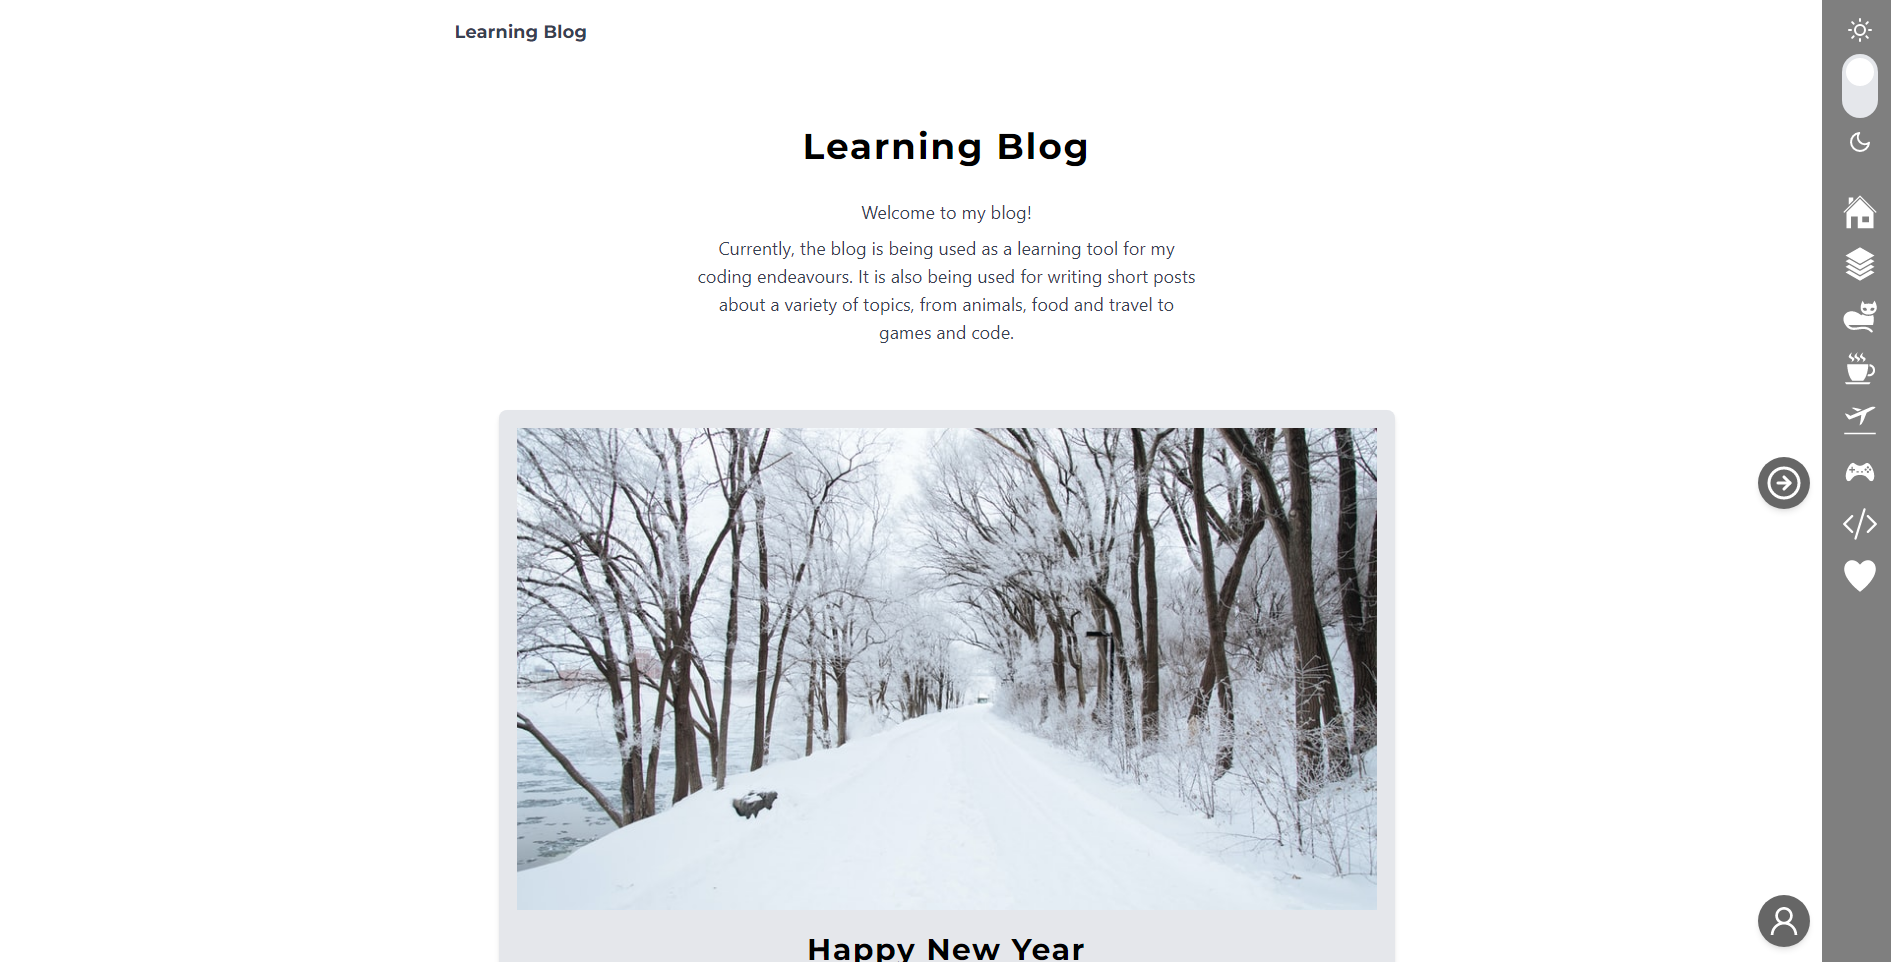 Learning Blog
Learning Blog
Welcome to my blog!
Currently, the blog is being used as a learning tool for my
coding endeavours. It is also being used for writing short posts
about a variety of topics, from animals, food and travel to
games and code.
Happy New Year